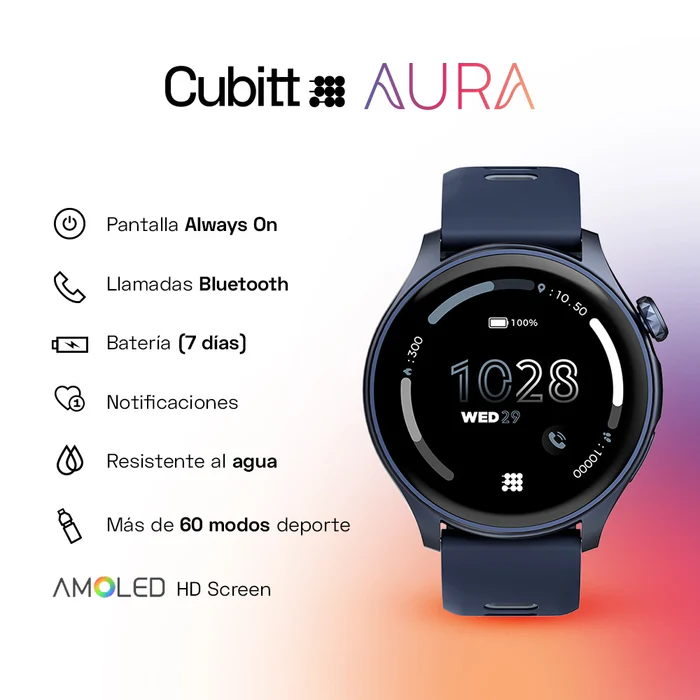 Cubitt AURA
Pantalla Always On
Llamadas Bluetooth
Batería (7 días)
Notificaciones
Resistente al agua
Más de 60 modos deporte
AMOLED HD Screen
:10.50
100%
:300
1028
WED 29
:10000
1